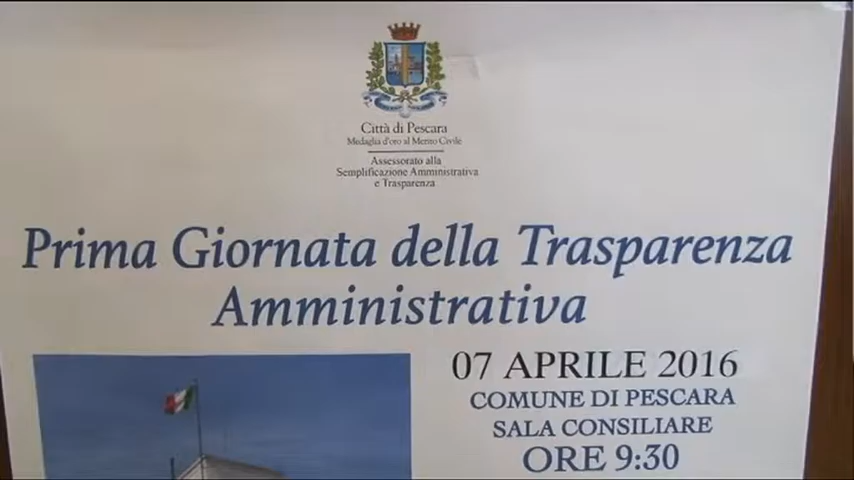 Città di Pescara
Medaglia d'oro al Merito Civile
Assessorato alla
Semplificazione Amministrativa
e Trasparenza
Prima Giornata della Trasparenza
Amministrativa
07 APRILE 2016
COMUNE DI PESCARA
SALA CONSILIARE
ORE 9:30